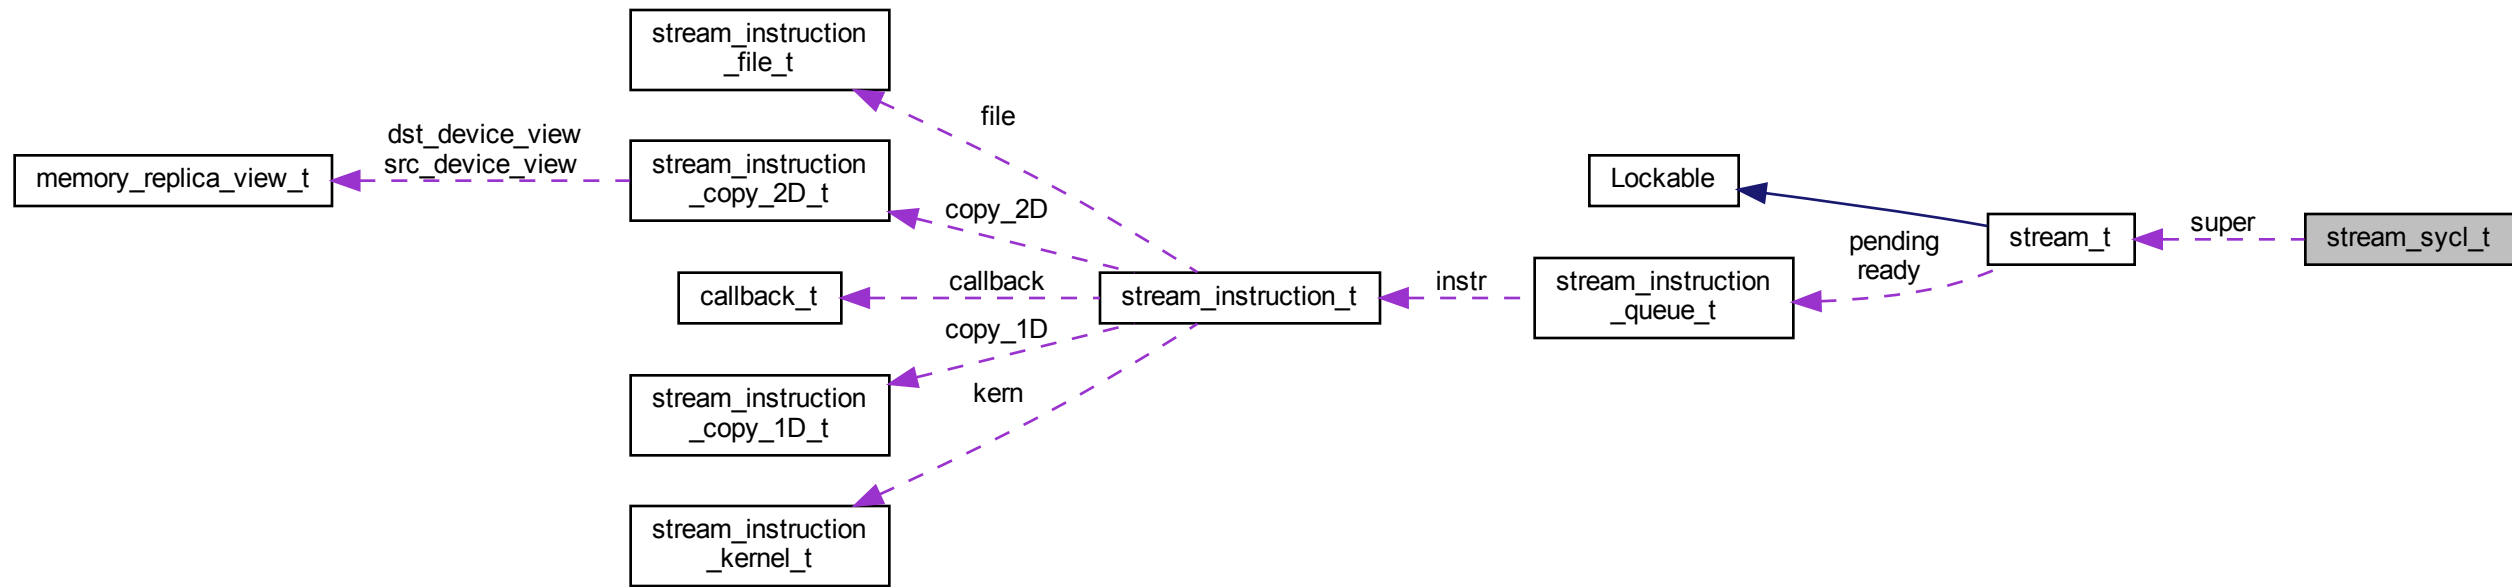 stream_instruction
_file_t
file
dst_device_view
src_device_view
memory_replica_view_t
stream_instruction
_copy_2D_t
copy_2D
Lockable
callback_t
callback
stream_instruction_t
instr
stream_instruction
_queue_t
pending
ready
stream_t
super
stream_sycl_t
copy_1D
stream_instruction
_copy_1D_t
kern
stream_instruction
_kernel_t